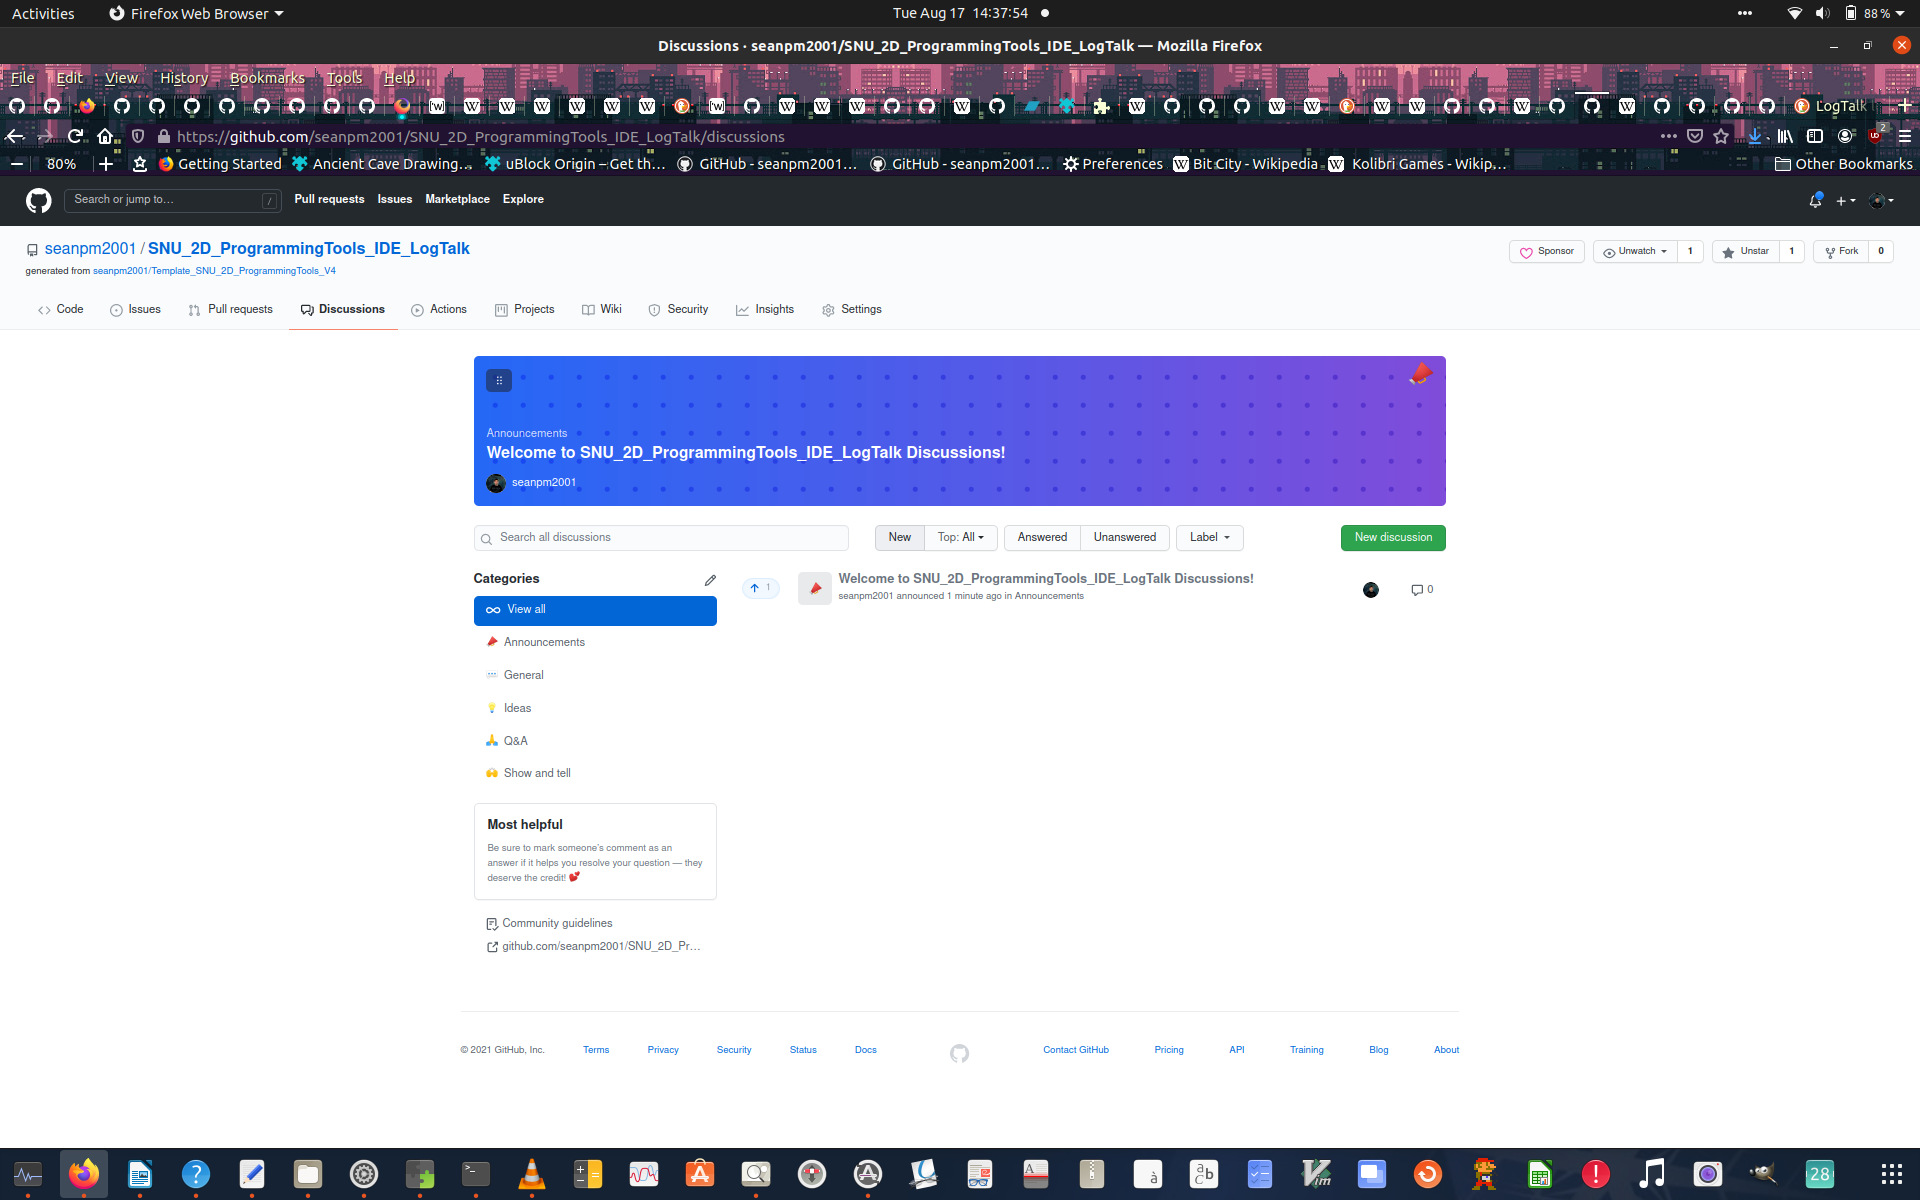 Activities Firefox Web Browser Tue Aug 17 14:37:54 88 %
Discussions · seanpm2001/SNU_2D_ProgrammingTools_IDE_LogTalk — Mozilla Firefox
File Edit View History Bookmarks Tools Help
LogTalk
https://github.com/seanpm2001/SNU_2D_ProgrammingTools_IDE_LogTalk/discussions 2
80% Getting Started Ancient Cave Drawing… uBlock Origin – Get th… GitHub - seanpm2001… GitHub - seanpm2001… Preferences Bit City - Wikipedia Kolibri Games - Wikip… Other Bookmarks
Search or jump to… / Pull requests Issues Marketplace Explore
seanpm2001 / SNU_2D_ProgrammingTools_IDE_LogTalk Sponsor Unwatch 1 Unstar 1 Fork 0
generated from seanpm2001/Template_SNU_2D_ProgrammingTools_V4
Code Issues Pull requests Discussions Actions Projects Wiki Security Insights Settings
Announcements
Welcome to SNU_2D_ProgrammingTools_IDE_LogTalk Discussions!
seanpm2001
Search all discussions New Top: All Answered Unanswered Label New discussion
Categories
1 Welcome to SNU_2D_ProgrammingTools_IDE_LogTalk Discussions!
seanpm2001 announced 1 minute ago in Announcements 0
View all
Announcements
General
Ideas
Q&A
Show and tell
Most helpful
Be sure to mark someone's comment as an
answer if it helps you resolve your question — they
deserve the credit!
Community guidelines
github.com/seanpm2001/SNU_2D_Pr…
© 2021 GitHub, Inc. Terms Privacy Security Status Docs Contact GitHub Pricing API Training Blog About
28